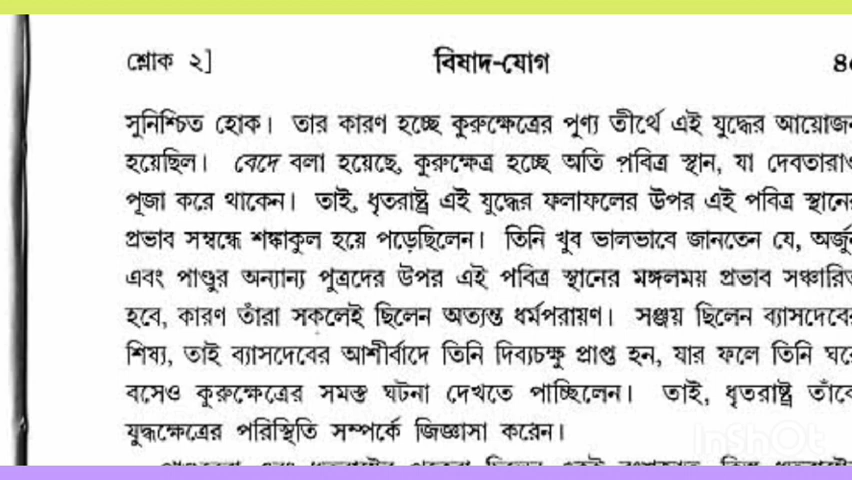 শ্লোক ২] বিষাদ-যোগ ৪
সুনিশ্চিত হোক। তার কারণ হচ্ছে কুরুক্ষেত্রের পুণ্য তীর্থে এই যুদ্ধের আয়োজন
হয়েছিল। বেদে বলা হয়েছে, কুরুক্ষেত্র হচ্ছে অতি পবিত্র স্থান, যা দেবতারাও
পূজা করে থাকেন। তাই, ধৃতরাষ্ট্র এই যুদ্ধের ফলাফলের উপর এই পবিত্র স্থানের
প্রভাব সম্বন্ধে শঙ্কাকুল হয়ে পড়েছিলেন। তিনি খুব ভালভাবে জানতেন যে, অর্জুন
এবং পাণ্ডুর অন্যান্য পুত্রদের উপর এই পবিত্র স্থানের মঙ্গলময় প্রভাব সঞ্চারিত
হবে, কারণ তাঁরা সকলেই ছিলেন অত্যন্ত ধর্মপরায়ণ। সঞ্জয় ছিলেন ব্যাসদেবের
শিষ্য, তাই ব্যাসদেবের আশীর্বাদে তিনি দিব্যচক্ষু প্রাপ্ত হন, যার ফলে তিনি ঘরে
বসেও কুরুক্ষেত্রের সমস্ত ঘটনা দেখতে পাচ্ছিলেন। তাই, ধৃতরাষ্ট্র তাঁকে
যুদ্ধক্ষেত্রের পরিস্থিতি সম্পর্কে জিজ্ঞাসা করেন।
InShOt